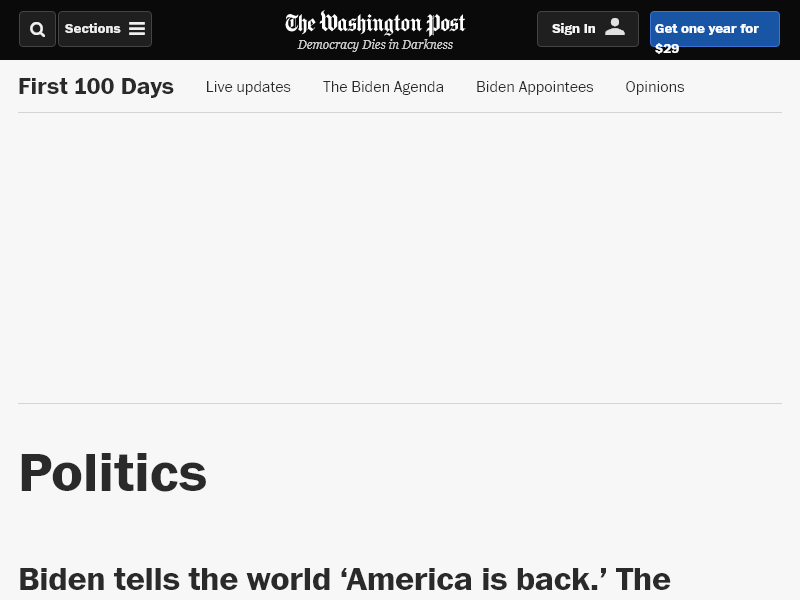 Sections
The Washington Post
Democracy Dies in Darkness
Sign In
Get one year for
$29
First 100 Days
Live updates
The Biden Agenda
Biden Appointees
Opinions
Politics
Biden tells the world ‘America is back.’ The